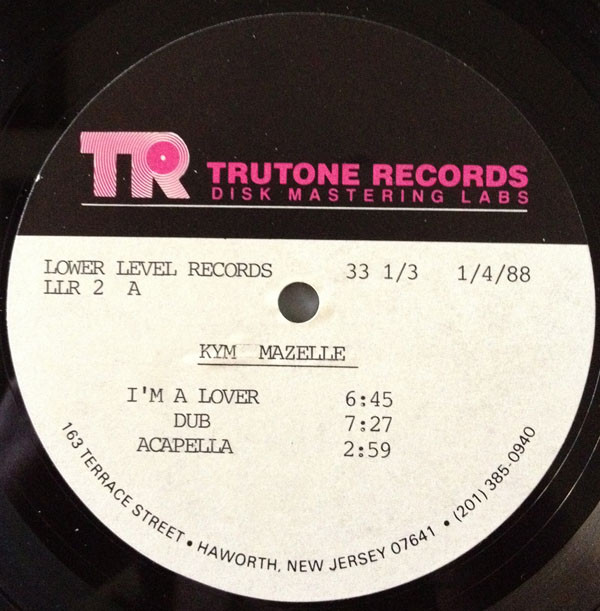 TR TRUTONE RECORDS
DISK MASTERING LABS
LOWER LEVEL RECORDS 33 1/3 1/4/88
LLR 2 A
KYM MAZELLE
I'M A LOVER 6:45
DUB 7:27
ACAPELLA 2:59
163 TERRACE STREET • HAWORTH, NEW JERSEY 07641 • (201) 385-0940